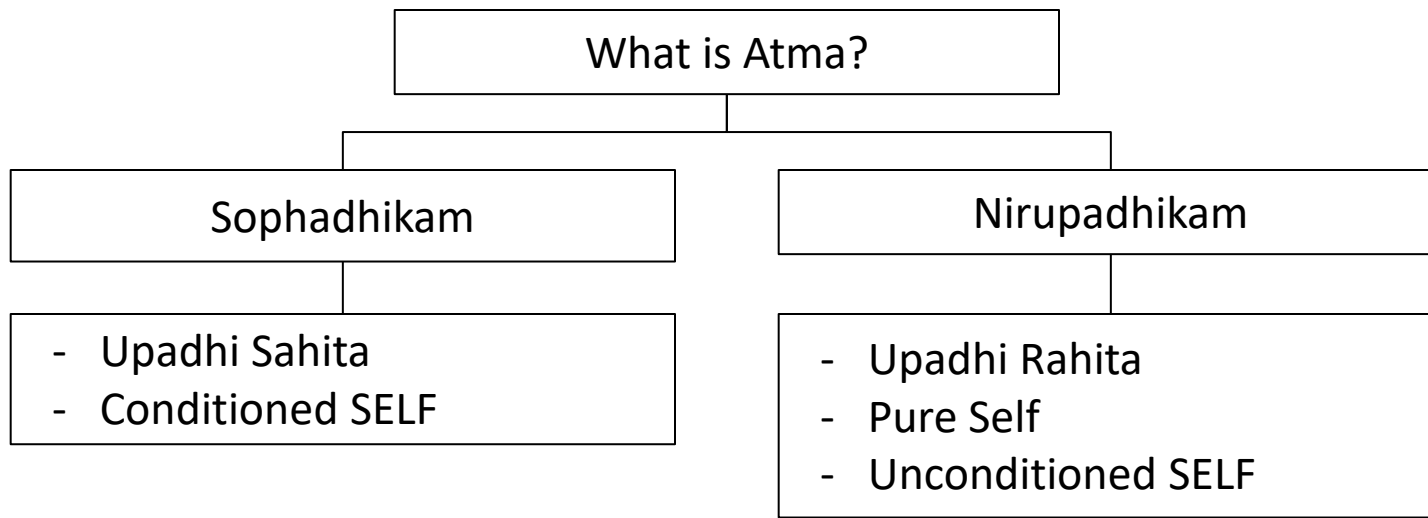 What is Atma?
Sophadhikam
- Upadhi Sahita
- Conditioned SELF
Nirupadhikam
- Upadhi Rahita
- Pure Self
- Unconditioned SELF